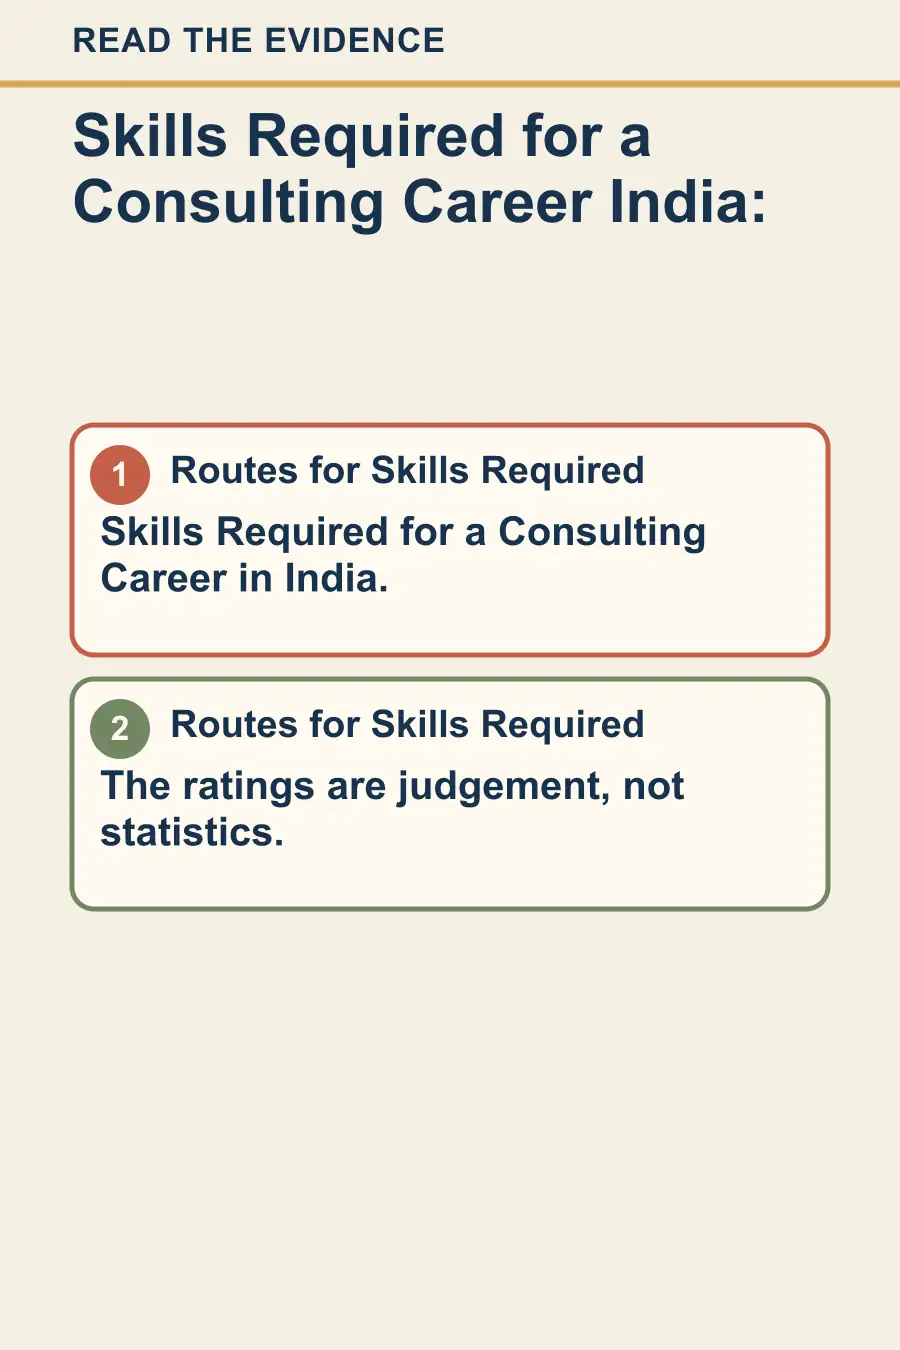 READ THE EVIDENCE
Skills Required for a
Consulting Career India:
1 Routes for Skills Required
Skills Required for a Consulting
Career in India.
2 Routes for Skills Required
The ratings are judgement, not
statistics.